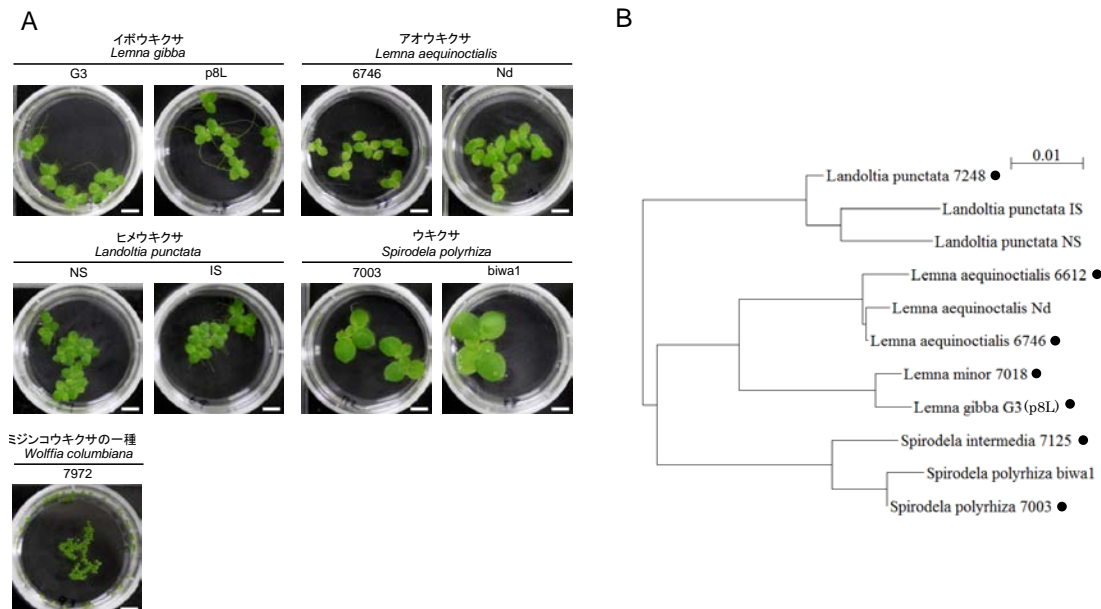 A
イボウキクサ
Lemna gibba
G3 p8L
アオウキクサ
Lemna aequinoctialis
6746 Nd
ヒメウキクサ
Landoltia punctata
NS IS
ウキクサ
Spirodela polyrhiza
7003 biwa1
ミジンコウキクサの一種
Wolffia columbiana
7972
B
0.01
Landoltia punctata 7248 ●
Landoltia punctata IS
Landoltia punctata NS
Lemna aequinoctialis 6612 ●
Lemna aequinoctalis Nd
Lemna aequinoctialis 6746 ●
Lemna minor 7018 ●
Lemna gibba G3(p8L) ●
Spirodela intermedia 7125 ●
Spirodela polyrhiza biwa1
Spirodela polyrhiza 7003 ●